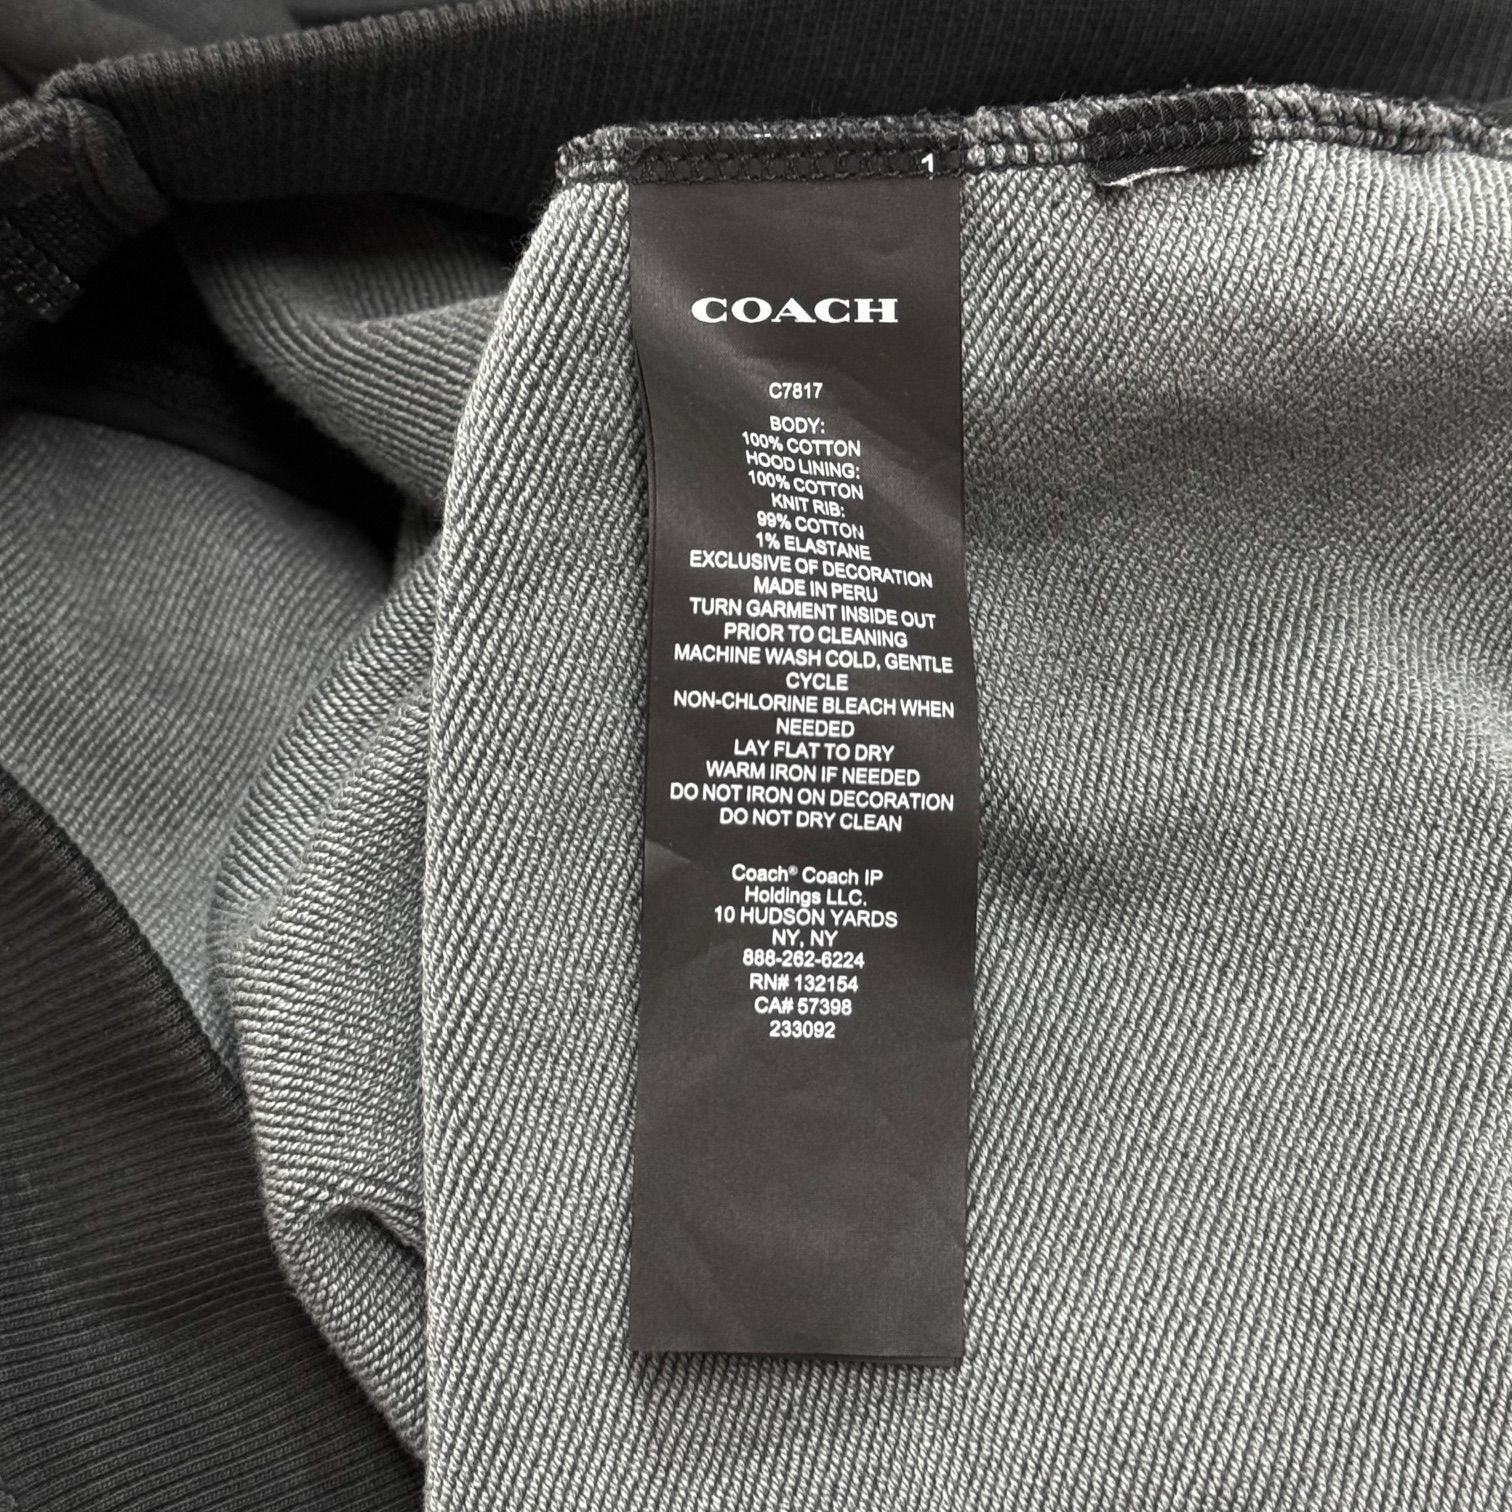 1
COACH
C7817
BODY:
100% COTTON
HOOD LINING:
100% COTTON
KNIT RIB:
99% COTTON
1% ELASTANE
EXCLUSIVE OF DECORATION
MADE IN PERU
TURN GARMENT INSIDE OUT
PRIOR TO CLEANING
MACHINE WASH COLD, GENTLE
CYCLE
NON-CHLORINE BLEACH WHEN
NEEDED
LAY FLAT TO DRY
WARM IRON IF NEEDED
DO NOT IRON ON DECORATION
DO NOT DRY CLEAN
Coach® Coach IP
Holdings LLC.
10 HUDSON YARDS
NY, NY
888-262-6224
RN# 132154
CA# 57398
233092